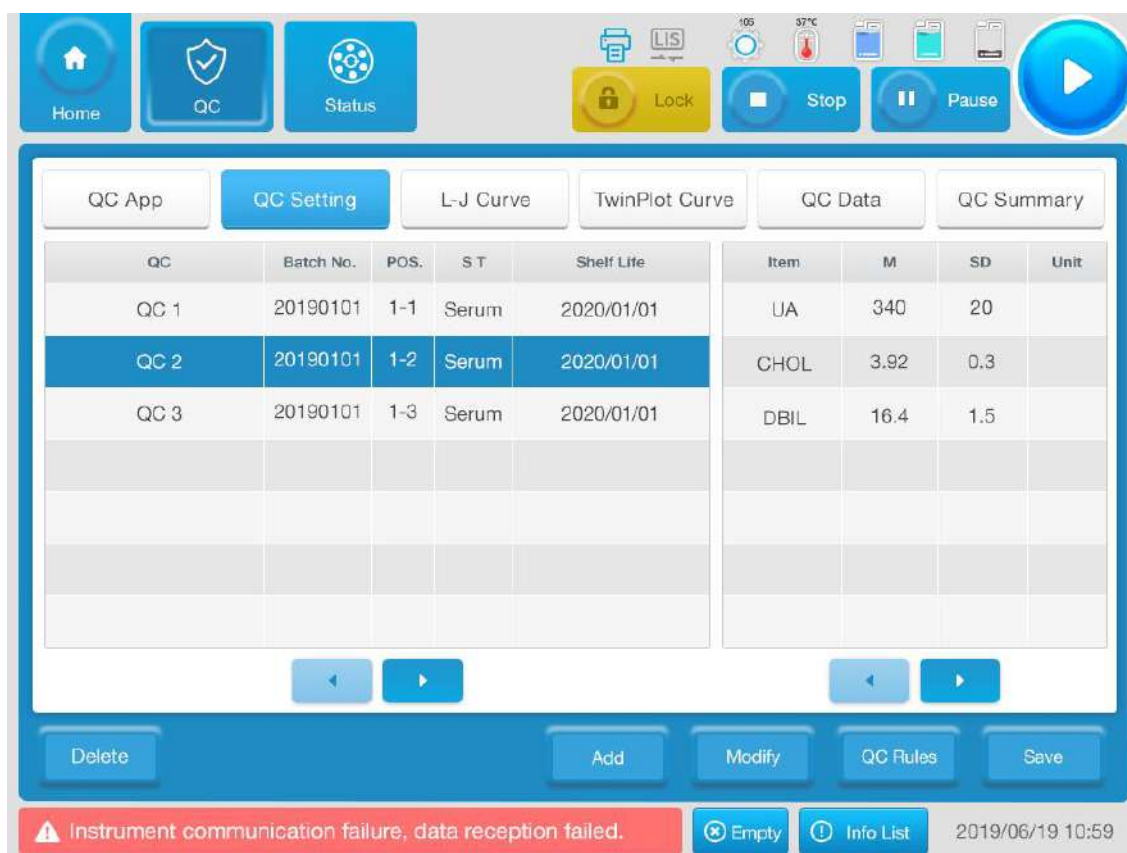 LIS 105 37°C
Home QC Status Lock Stop Pause
QC App QC Setting L-J Curve TwinPlot Curve QC Data QC Summary
QC Batch No. POS. S T Shelf Life Item M SD Unit
QC 1 20190101 1-1 Serum 2020/01/01 UA 340 20
QC 2 20190101 1-2 Serum 2020/01/01 CHOL 3.92 0.3
QC 3 20190101 1-3 Serum 2020/01/01 DBIL 16.4 1.5
Delete Add Modify QC Rules Save
Instrument communication failure, data reception failed. Empty Info List 2019/06/19 10:59